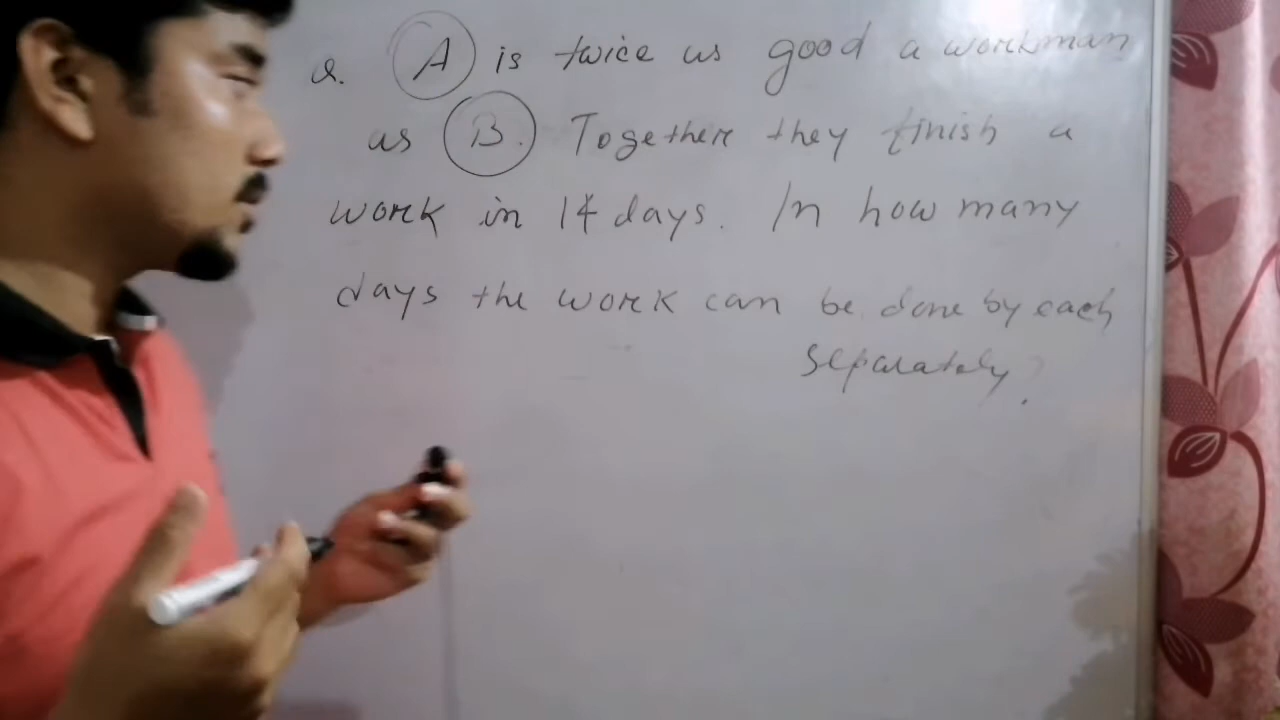 Q. A is twice as good a workman
as B. Together they finish a
work in 14 days. In how many
days the work can be done by each
separately?